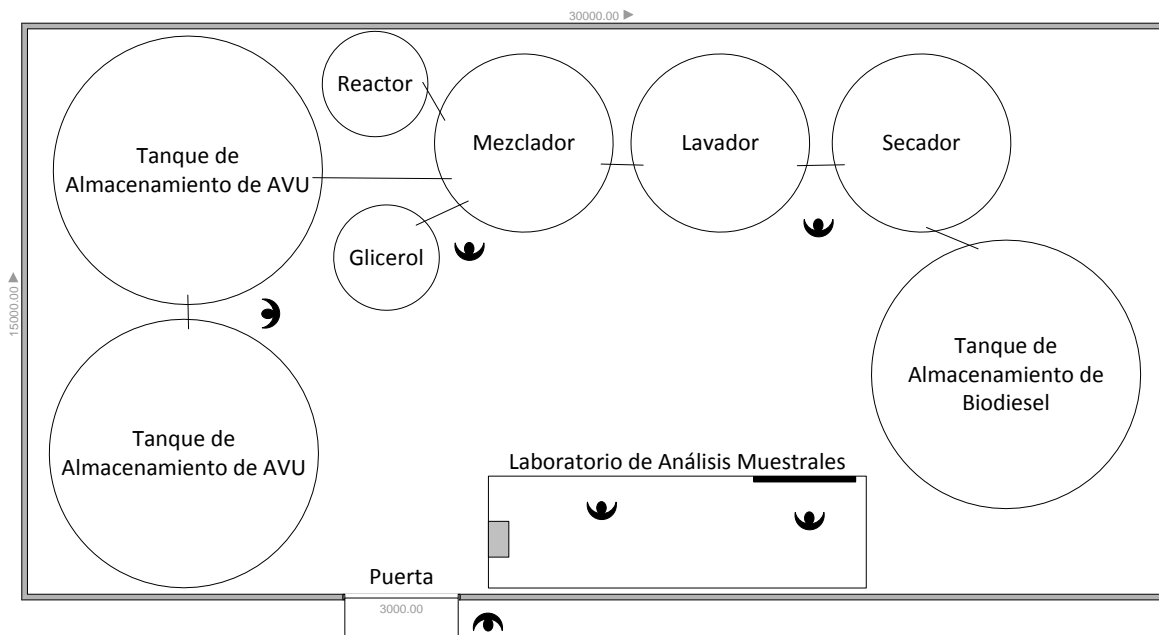 30000.00
Reactor
Mezclador
Lavador
Secador
Tanque de
Almacenamiento de AVU
Glicerol
15000.00
Tanque de
Almacenamiento de
Biodiesel
Tanque de
Almacenamiento de AVU
Laboratorio de Análisis Muestrales
Puerta
3000.00